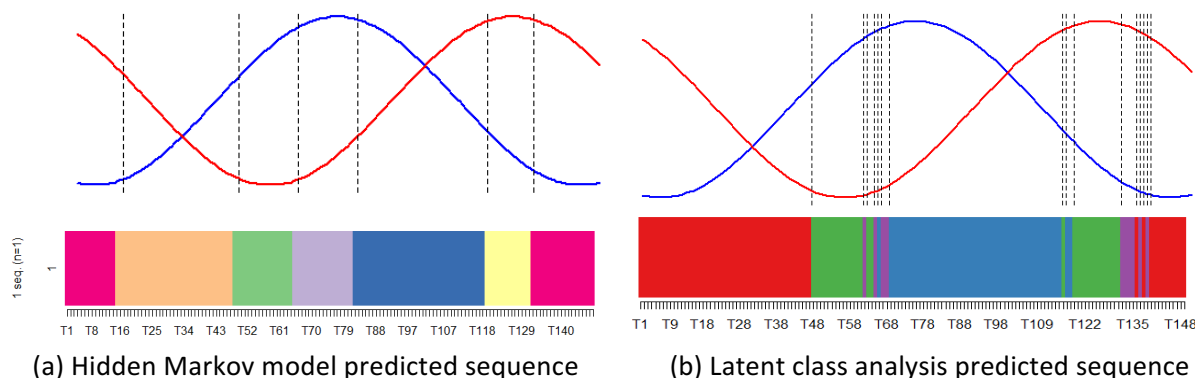 1 seq. (n=1)
1
T1 T8 T16 T25 T34 T43 T52 T61 T70 T79 T88 T97 T107 T118 T129 T140
(a) Hidden Markov model predicted sequence
T1 T9 T18 T28 T38 T48 T58 T68 T78 T88 T98 T109 T122 T135 T148
(b) Latent class analysis predicted sequence